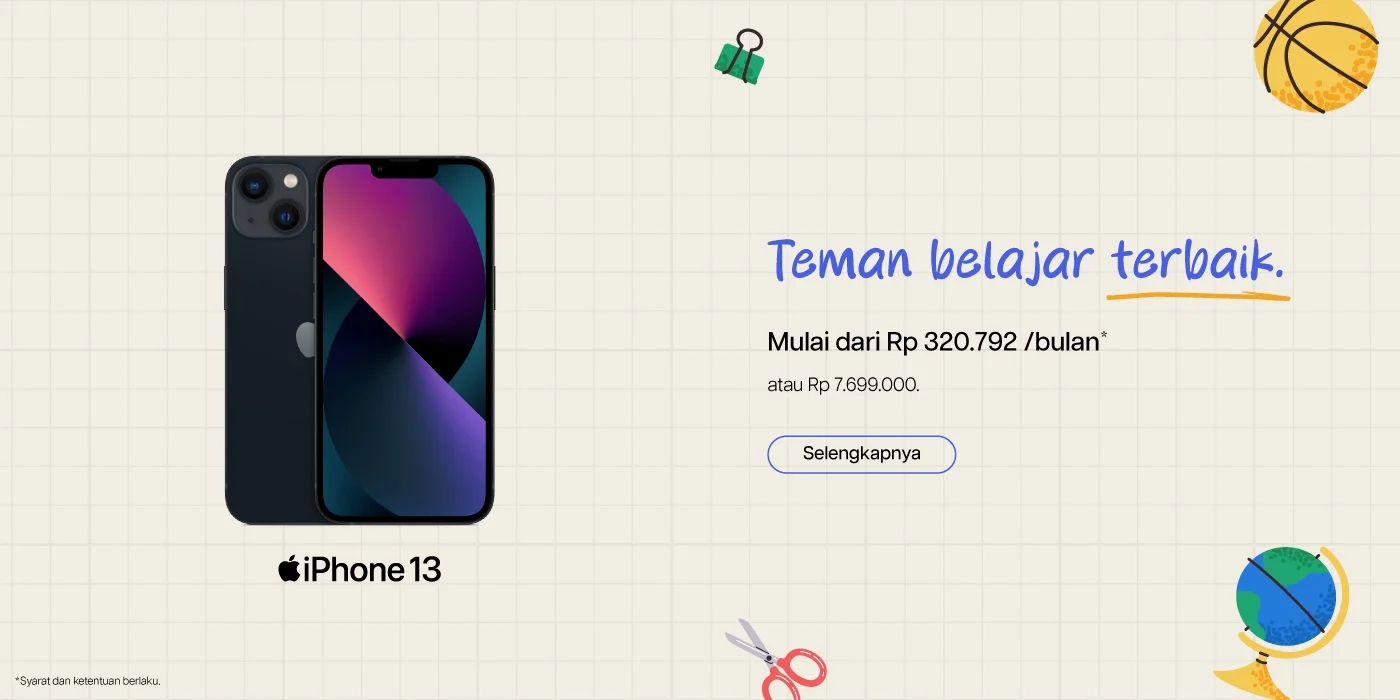 Teman belajar terbaik.
Mulai dari Rp 320.792 /bulan*
atau Rp 7.699.000.
Selengkapnya
iPhone 13
*Syarat dan ketentuan berlaku.